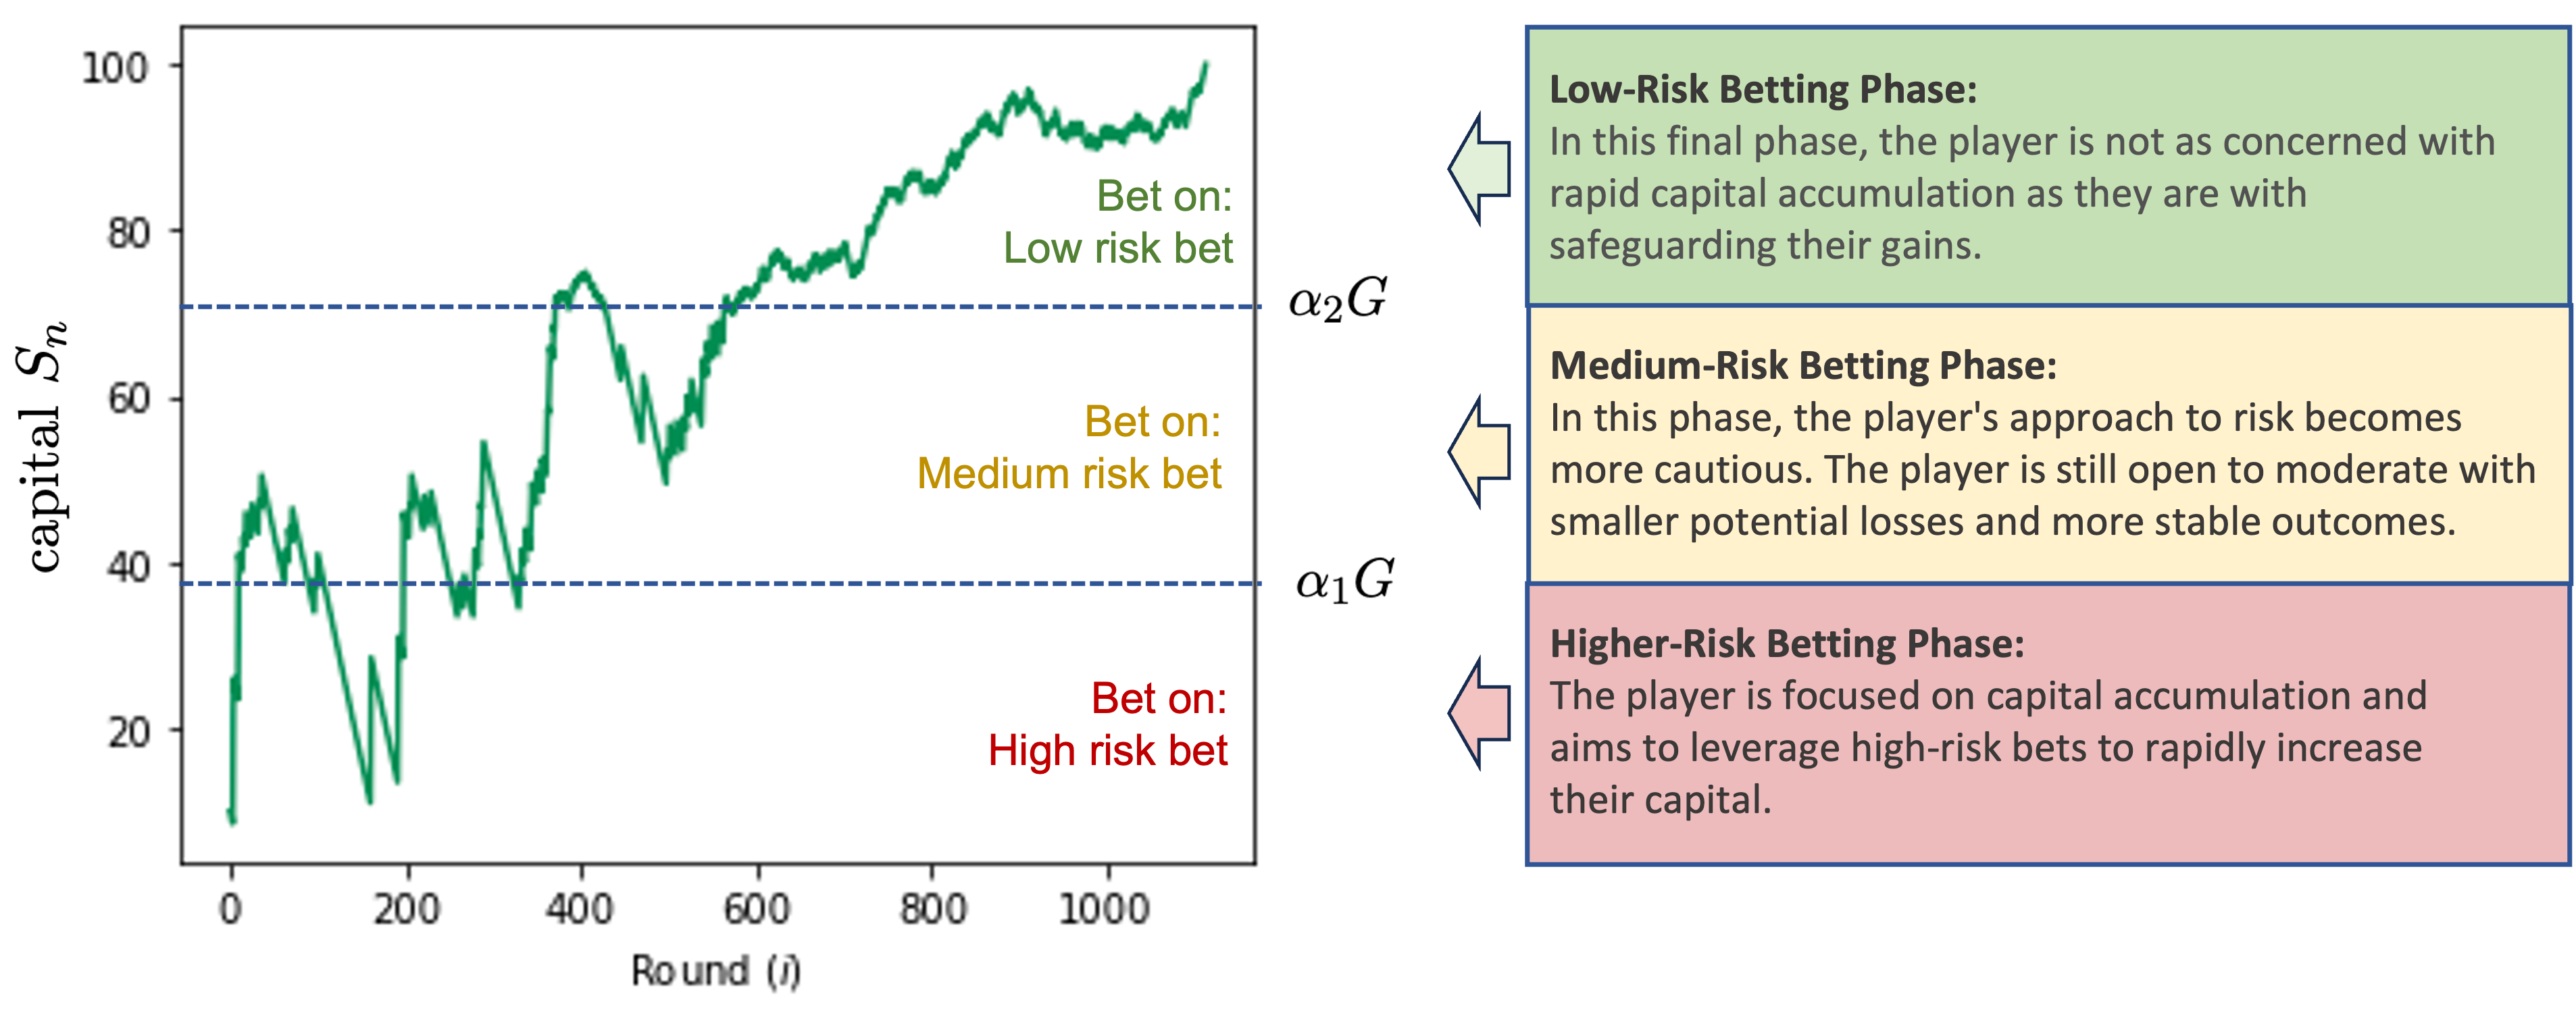 capital Sₙ
100
80
60
40
20
0
200
400
600
800
1000
Round (i)
Bet on:
Low risk bet
Bet on:
Medium risk bet
Bet on:
High risk bet
α₂G
α₁G
Low-Risk Betting Phase:
In this final phase, the player is not as concerned with
rapid capital accumulation as they are with
safeguarding their gains.
Medium-Risk Betting Phase:
In this phase, the player's approach to risk becomes
more cautious. The player is still open to moderate with
smaller potential losses and more stable outcomes.
Higher-Risk Betting Phase:
The player is focused on capital accumulation and
aims to leverage high-risk bets to rapidly increase
their capital.